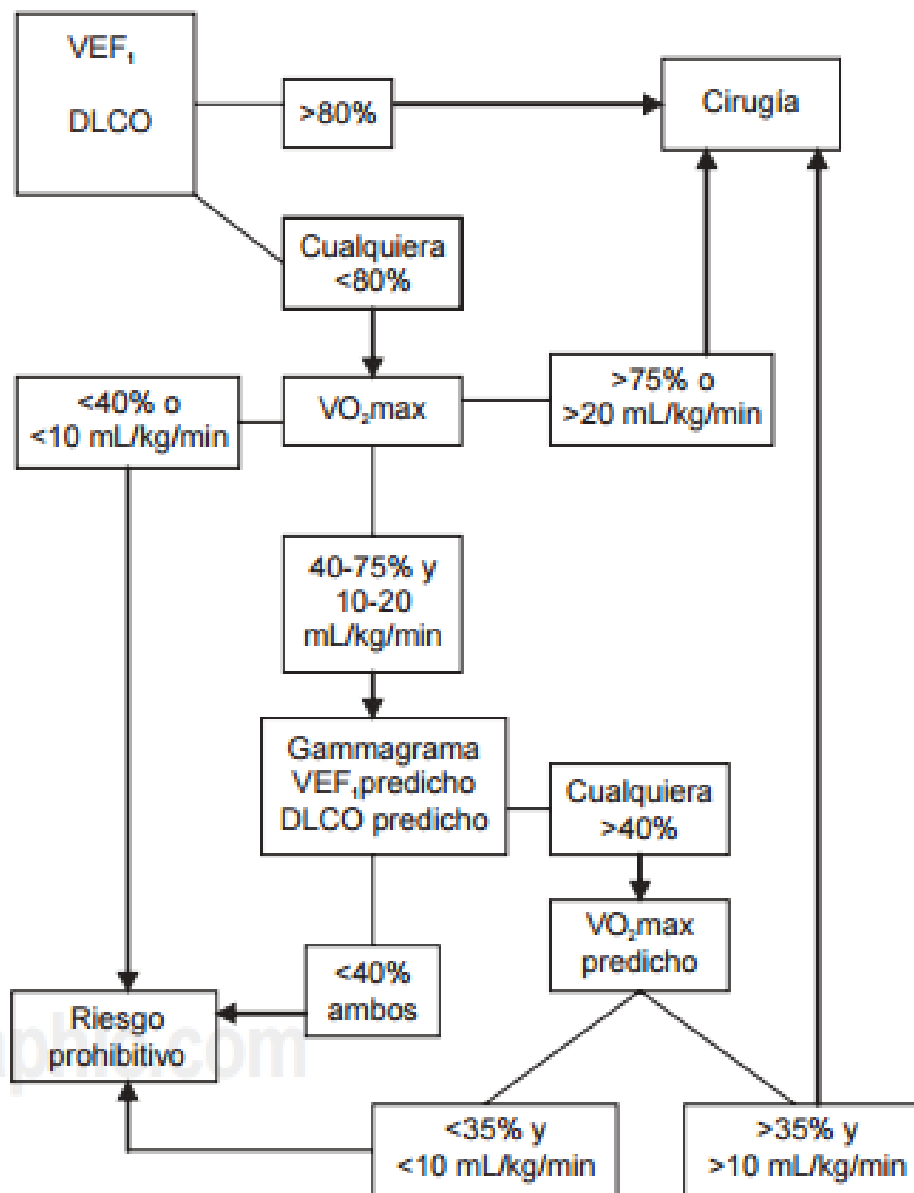 VEF₁
DLCO
>80%
Cirugía
Cualquiera
<80%
<40% o
<10 mL/kg/min
VO₂max
>75% o
>20 mL/kg/min
40-75% y
10-20
mL/kg/min
Gammagrama
VEF₁predicho
DLCO predicho
Cualquiera
>40%
VO₂max
predicho
<40%
ambos
Riesgo
prohibitivo
<35% y
<10 mL/kg/min
>35% y
>10 mL/kg/min